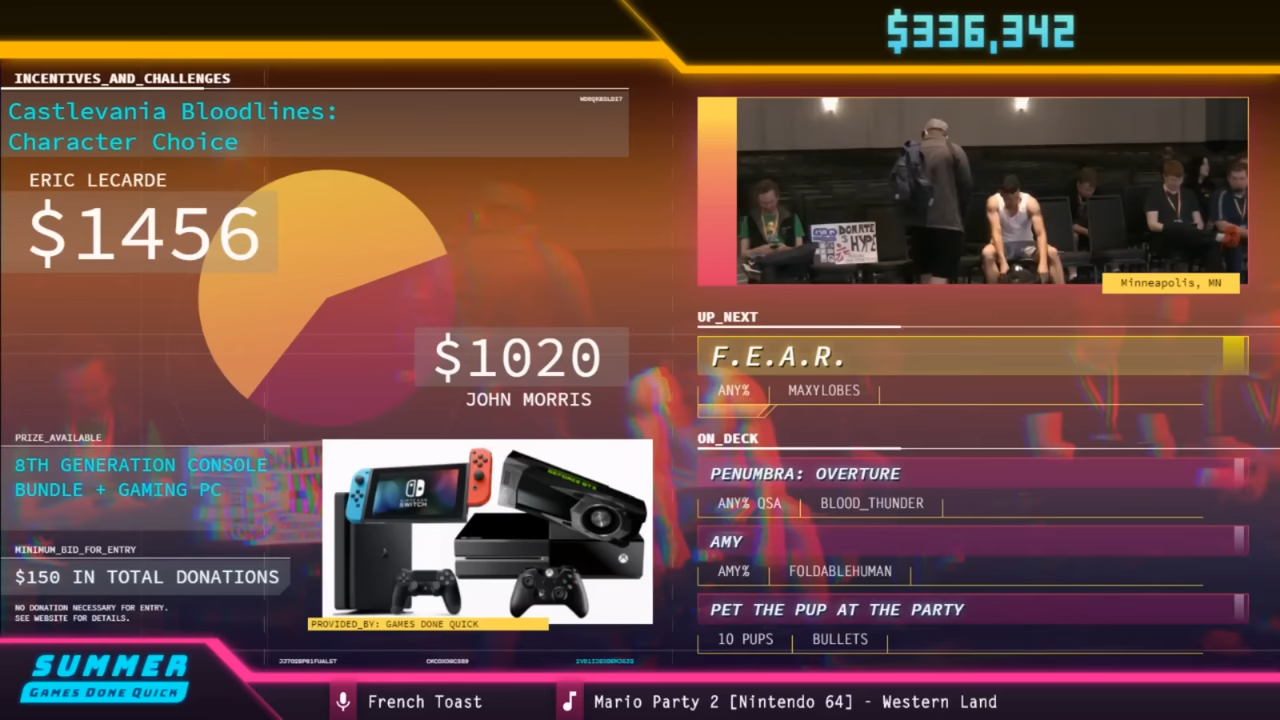 $336,342
INCENTIVES_AND_CHALLENGES
Castlevania Bloodlines:
Character Choice
ERIC LECARDE
$1456
$1020
JOHN MORRIS
PRIZE_AVAILABLE
8TH GENERATION CONSOLE
BUNDLE + GAMING PC
MINIMUM_BID_FOR_ENTRY
$150 IN TOTAL DONATIONS
NO DONATION NECESSARY FOR ENTRY.
SEE WEBSITE FOR DETAILS.
NINTENDO
SWITCH
GEFORCE GTX
PROVIDED_BY: GAMES DONE QUICK
DONATE
HYPE
Minneapolis, MN
UP_NEXT
F.E.A.R.
ANY% MAXYLOBES
ON_DECK
PENUMBRA: OVERTURE
ANY% QSA BLOOD_THUNDER
AMY
AMY% FOLDABLEHUMAN
PET THE PUP AT THE PARTY
10 PUPS BULLETS
SUMMER
GAMES DONE QUICK
French Toast
Mario Party 2 [Nintendo 64] - Western Land